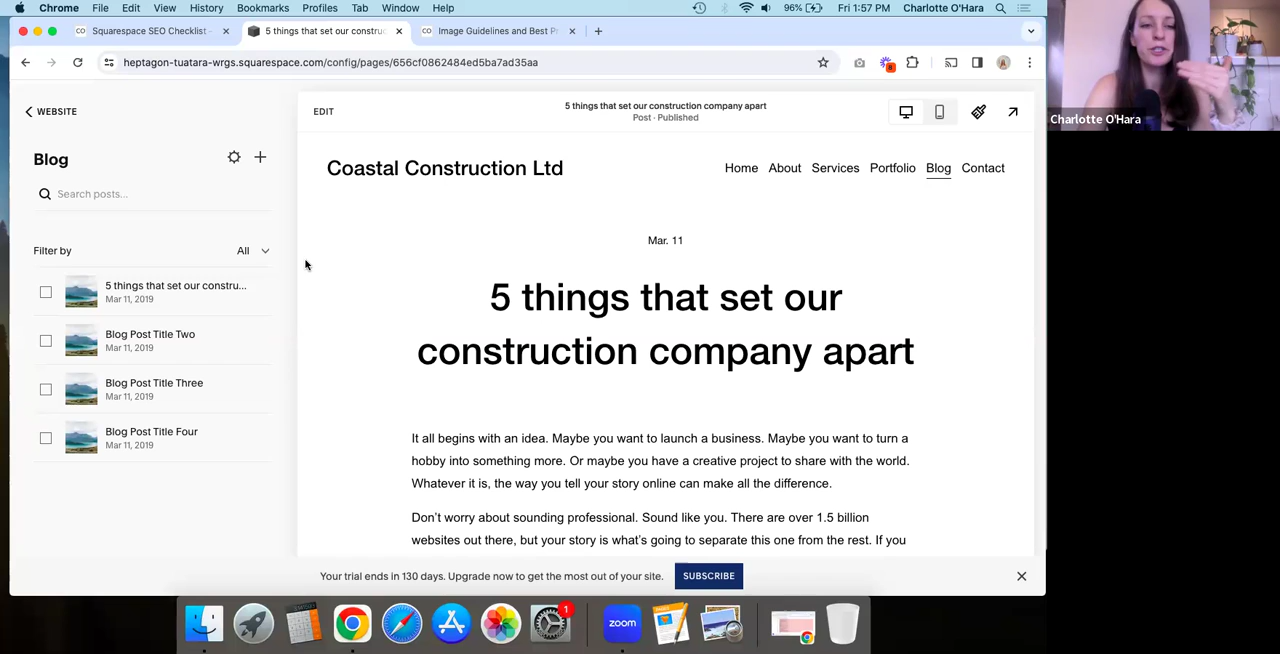 Chrome File Edit View History Bookmarks Profiles Tab Window Help 96% Fri 1:57 PM Charlotte O'Hara
CO Squarespace SEO Checklist - 5 things that set our construc CO Image Guidelines and Best P
heptagon-tuatara-wrgs.squarespace.com/config/pages/656cf0862484ed5ba7ad35aa
8
Charlotte O'Hara
WEBSITE
EDIT
5 things that set our construction company apart
Post · Published
Blog
Search posts...
Filter by All
5 things that set our constru...
Mar 11, 2019
Blog Post Title Two
Mar 11, 2019
Blog Post Title Three
Mar 11, 2019
Blog Post Title Four
Mar 11, 2019
Coastal Construction Ltd
Home About Services Portfolio Blog Contact
Mar. 11
5 things that set our
construction company apart
It all begins with an idea. Maybe you want to launch a business. Maybe you want to turn a
hobby into something more. Or maybe you have a creative project to share with the world.
Whatever it is, the way you tell your story online can make all the difference.
Don't worry about sounding professional. Sound like you. There are over 1.5 billion
websites out there, but your story is what's going to separate this one from the rest. If you
Your trial ends in 130 days. Upgrade now to get the most out of your site. SUBSCRIBE
1
zoom